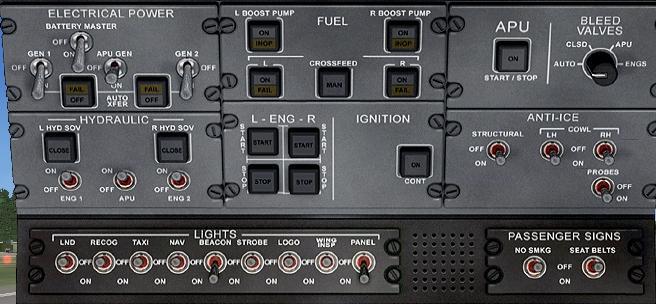 ELECTRICAL POWER
BATTERY MASTER
OFF
ON
GEN 1
APU GEN
GEN 2
OFF
OFF
OFF
ON
ON
ON
FAIL
OFF
AUTO
XFER
FAIL
OFF
L BOOST PUMP
FUEL
R BOOST PUMP
ON
INOP
ON
INOP
L
CROSSFEED
R
ON
FAIL
MAN
ON
FAIL
APU
ON
START / STOP
BLEED
VALVES
CLSD
APU
AUTO
ENGS
HYDRAULIC
L HYD SOV
R HYD SOV
CLOSE
CLOSE
ON
ON
ON
OFF
OFF
OFF
ENG 1
APU
ENG 2
L - ENG - R
START
START
START
START
STOP
STOP
STOP
STOP
IGNITION
ON
CONT
ANTI-ICE
COWL
STRUCTURAL
LH
RH
OFF
OFF
ON
ON
PROBES
OFF
ON
LIGHTS
LND
RECOG
TAXI
NAV
BEACON
STROBE
LOGO
WING
INSP
PANEL
OFF
OFF
OFF
OFF
OFF
OFF
OFF
OFF
ON
ON
ON
ON
ON
ON
ON
ON
PASSENGER SIGNS
NO SMKG
SEAT BELTS
OFF
ON